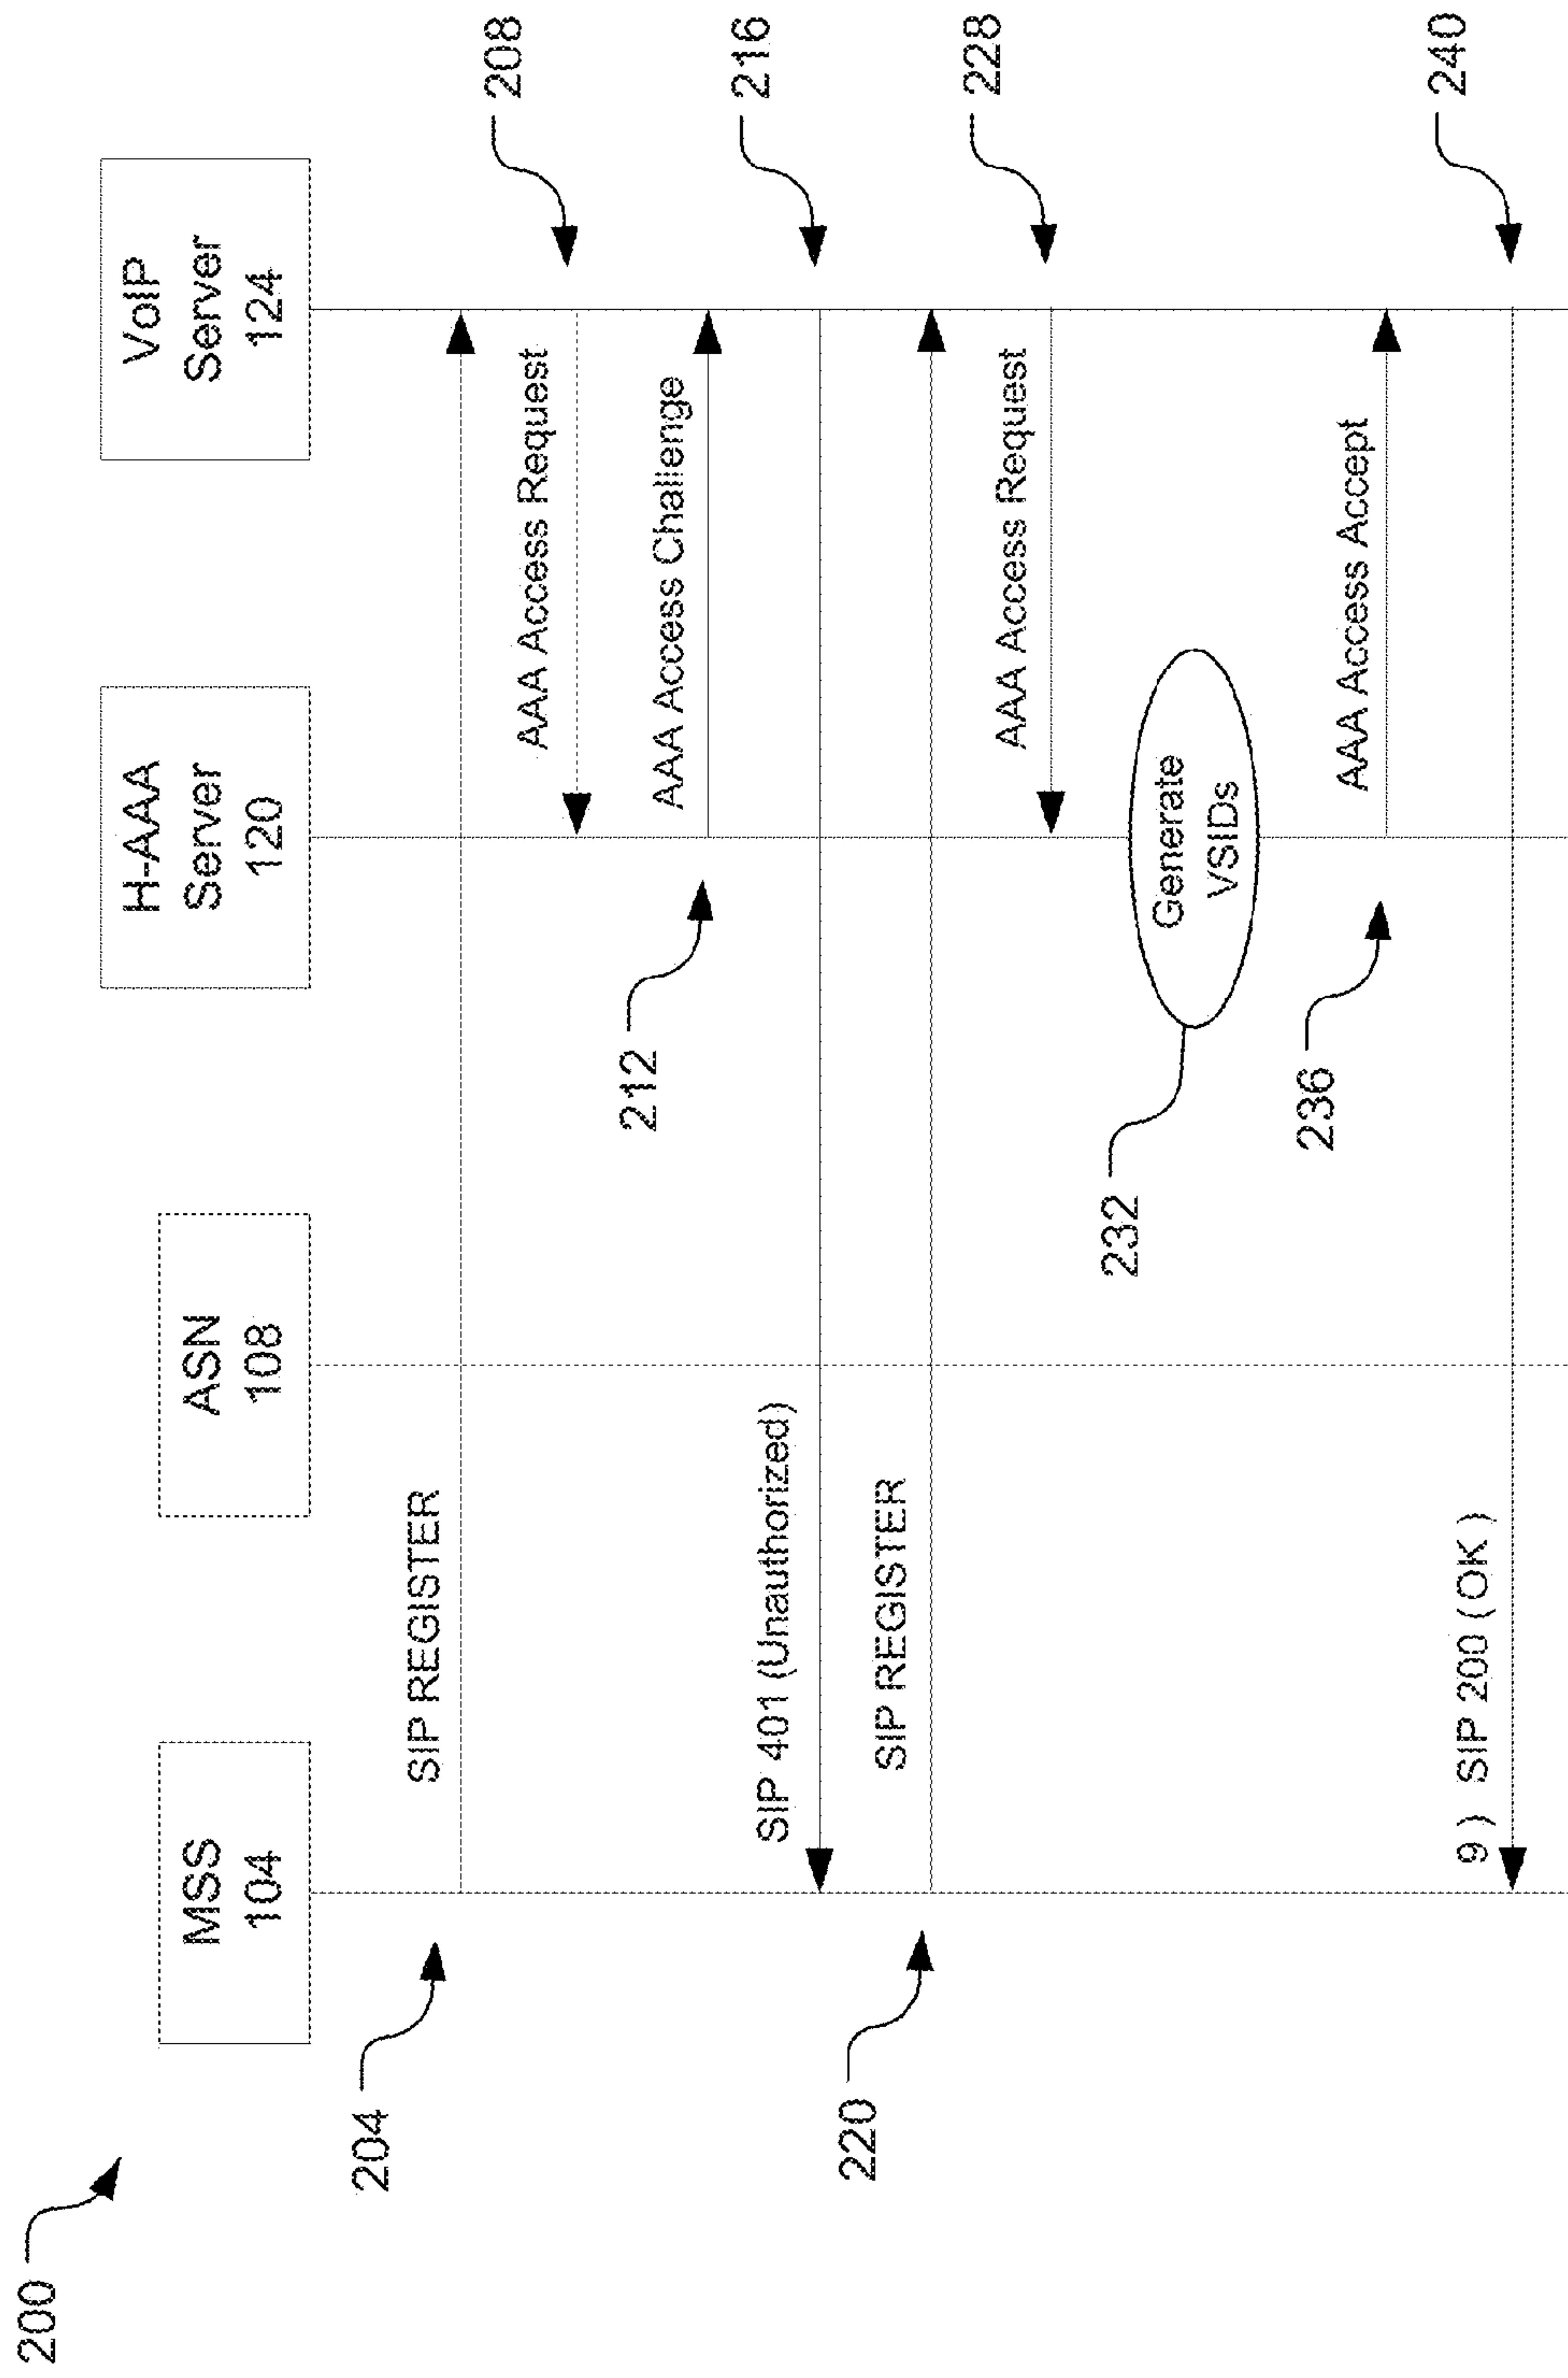 200
MSS
104
ASN
108
H-AAA
Server
120
VoIP
Server
124
204
SIP REGISTER
AAA Access Request
208
212
AAA Access Challenge
SIP 401 (Unauthorized)
216
220
SIP REGISTER
AAA Access Request
228
232
Generate
VSIDs
236
AAA Access Accept
9 ) SIP 200 ( OK )
240